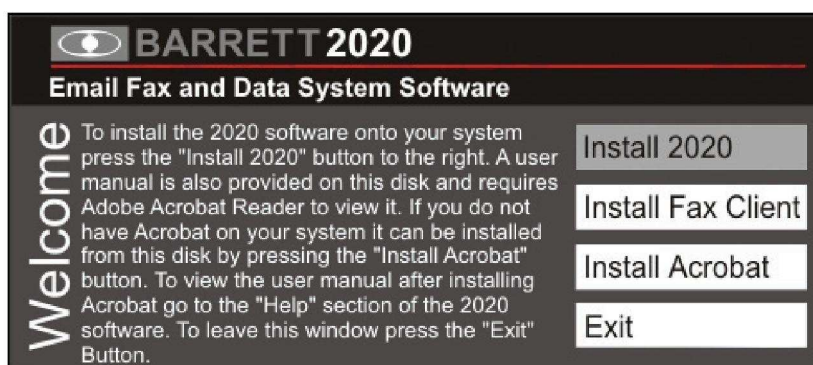 BARRETT 2020
Email Fax and Data System Software
Welcome
To install the 2020 software onto your system
press the "Install 2020" button to the right. A user
manual is also provided on this disk and requires
Adobe Acrobat Reader to view it. If you do not
have Acrobat on your system it can be installed
from this disk by pressing the "Install Acrobat"
button. To view the user manual after installing
Acrobat go to the "Help" section of the 2020
software. To leave this window press the "Exit"
Button.
Install 2020
Install Fax Client
Install Acrobat
Exit